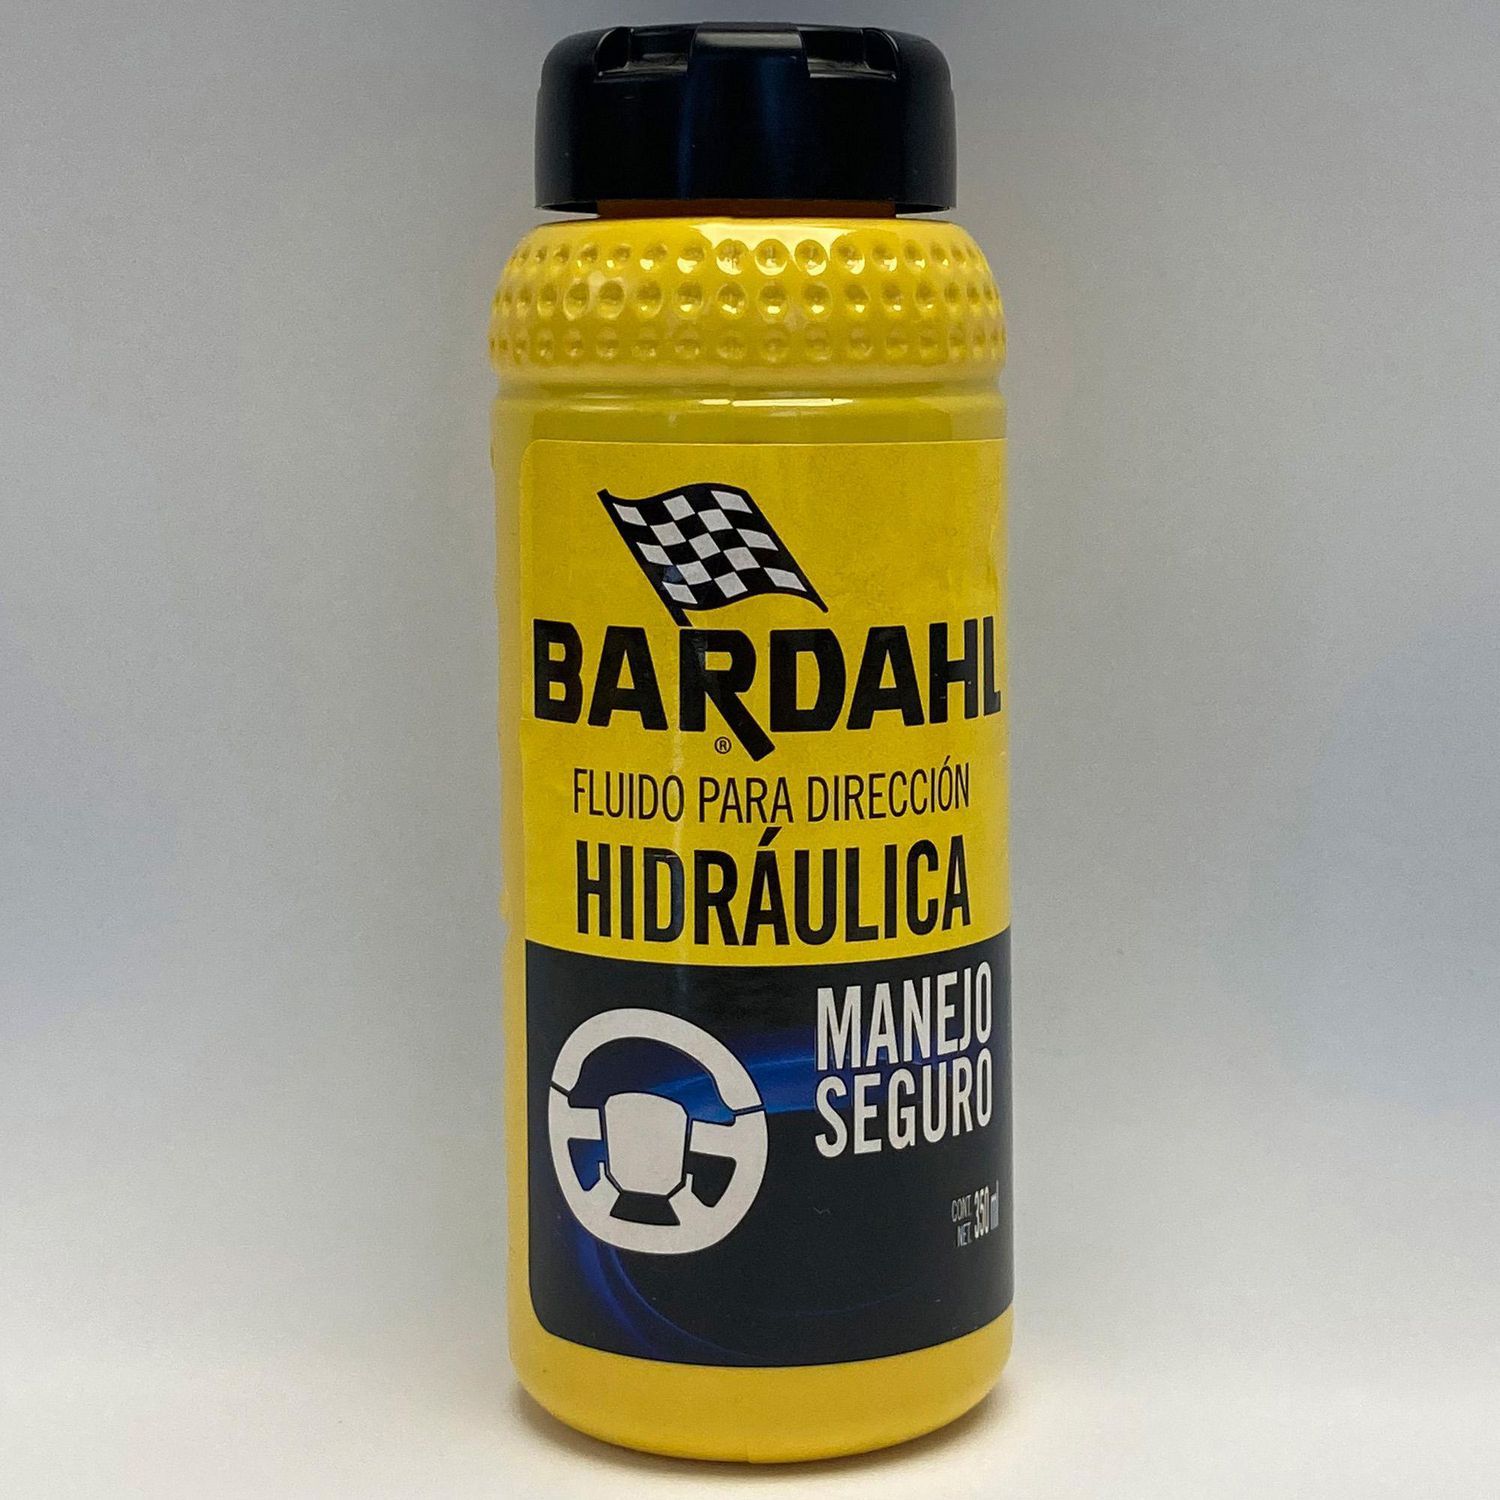 BARDAHL
®
FLUIDO PARA DIRECCIÓN
HIDRÁULICA
MANEJO
SEGURO
CONT.
NET. 350 ml